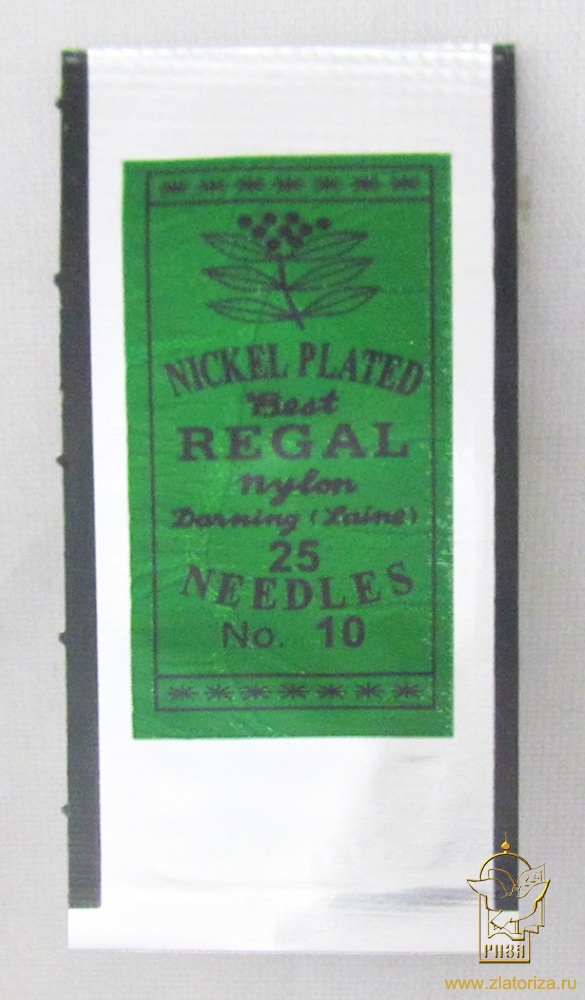 NICKEL PLATED
Best
REGAL
nylon
Darning (Laine)
25
NEEDLES
No. 10
РИЗА
www.zlatoriza.ru